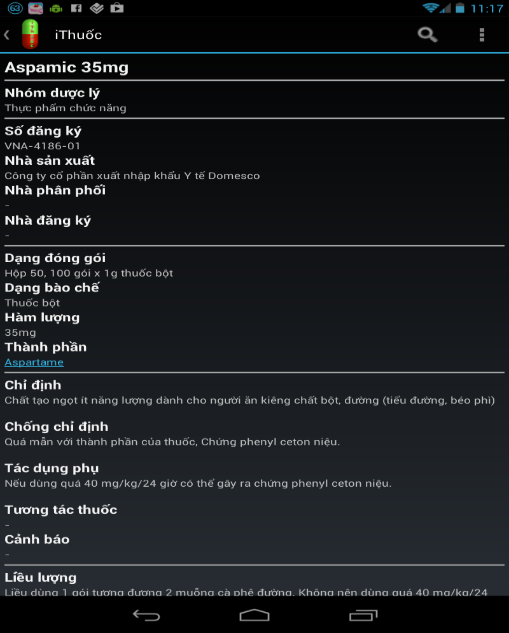 63
11:17
iThuốc
Aspamic 35mg
Nhóm dược lý
Thực phẩm chức năng
Số đăng ký
VNA-4186-01
Nhà sản xuất
Công ty cổ phần xuất nhập khẩu Y tế Domesco
Nhà phân phối
-
Nhà đăng ký
-
Dạng đóng gói
Hộp 50, 100 gói x 1g thuốc bột
Dạng bào chế
Thuốc bột
Hàm lượng
35mg
Thành phần
Aspartame
Chỉ định
Chất tạo ngọt ít năng lượng dành cho người ăn kiêng chất bột, đường (tiểu đường, béo phì)
Chống chỉ định
Quá mẫn với thành phần của thuốc, Chứng phenyl ceton niệu.
Tác dụng phụ
Nếu dùng quá 40 mg/kg/24 giờ có thể gây ra chứng phenyl ceton niệu.
Tương tác thuốc
-
Cảnh báo
-
Liều lượng
Liều dùng 1 gói tương đương 2 muỗng cà phê đường. Không nên dùng quá 40 mg/kg/24